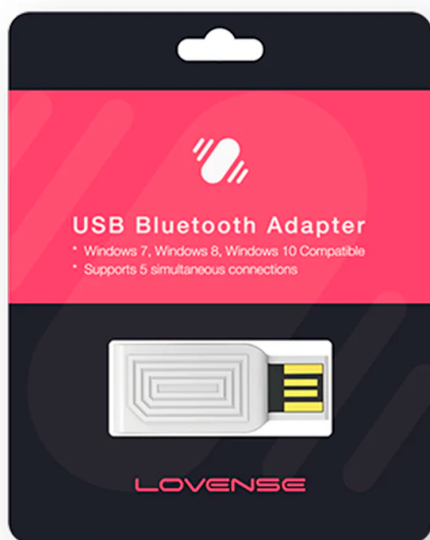 USB Bluetooth Adapter
* Windows 7, Windows 8, Windows 10 Compatible
* Supports 5 simultaneous connections
LOVENSE